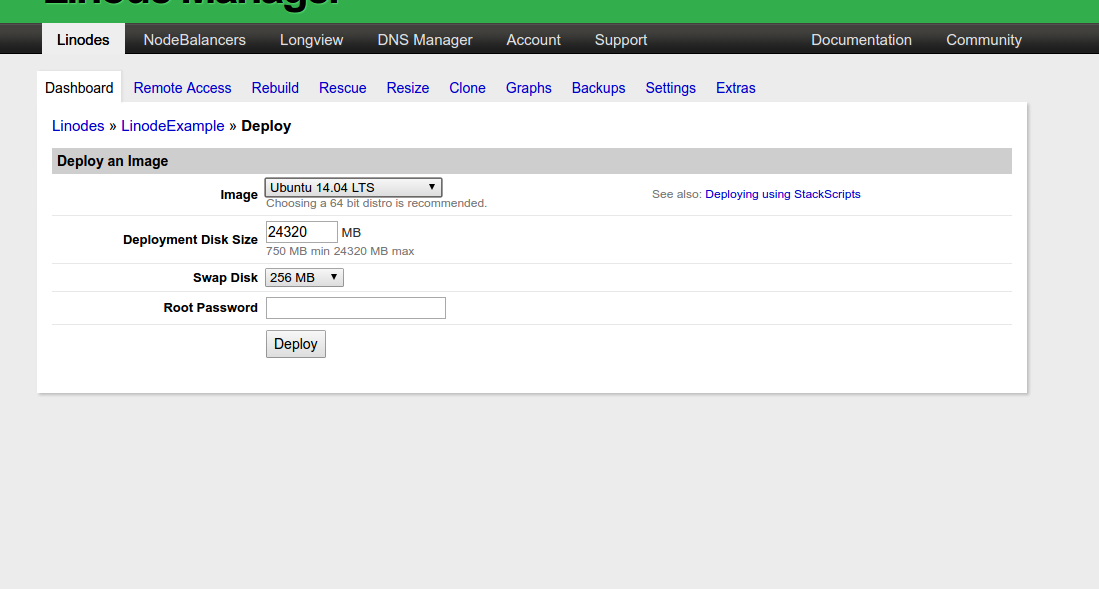 Linode Manager
Linodes NodeBalancers Longview DNS Manager Account Support Documentation Community
Dashboard Remote Access Rebuild Rescue Resize Clone Graphs Backups Settings Extras
Linodes » LinodeExample » Deploy
Deploy an Image
Image Ubuntu 14.04 LTS See also: Deploying using StackScripts
Choosing a 64 bit distro is recommended.
Deployment Disk Size 24320 MB
750 MB min 24320 MB max
Swap Disk 256 MB
Root Password
Deploy